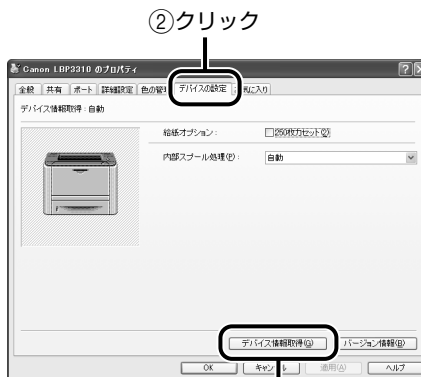 ②クリック
Canon LBP3310 のプロパティ
全般 共有 ポート 詳細設定 色の管理 デバイスの設定 お気に入り
デバイス情報取得：自動
給紙オプション： 250枚カセット(2)
内部スプール処理(P)： 自動
デバイス情報取得(G) バージョン情報(B)
OK キャンセル 適用(A) ヘルプ